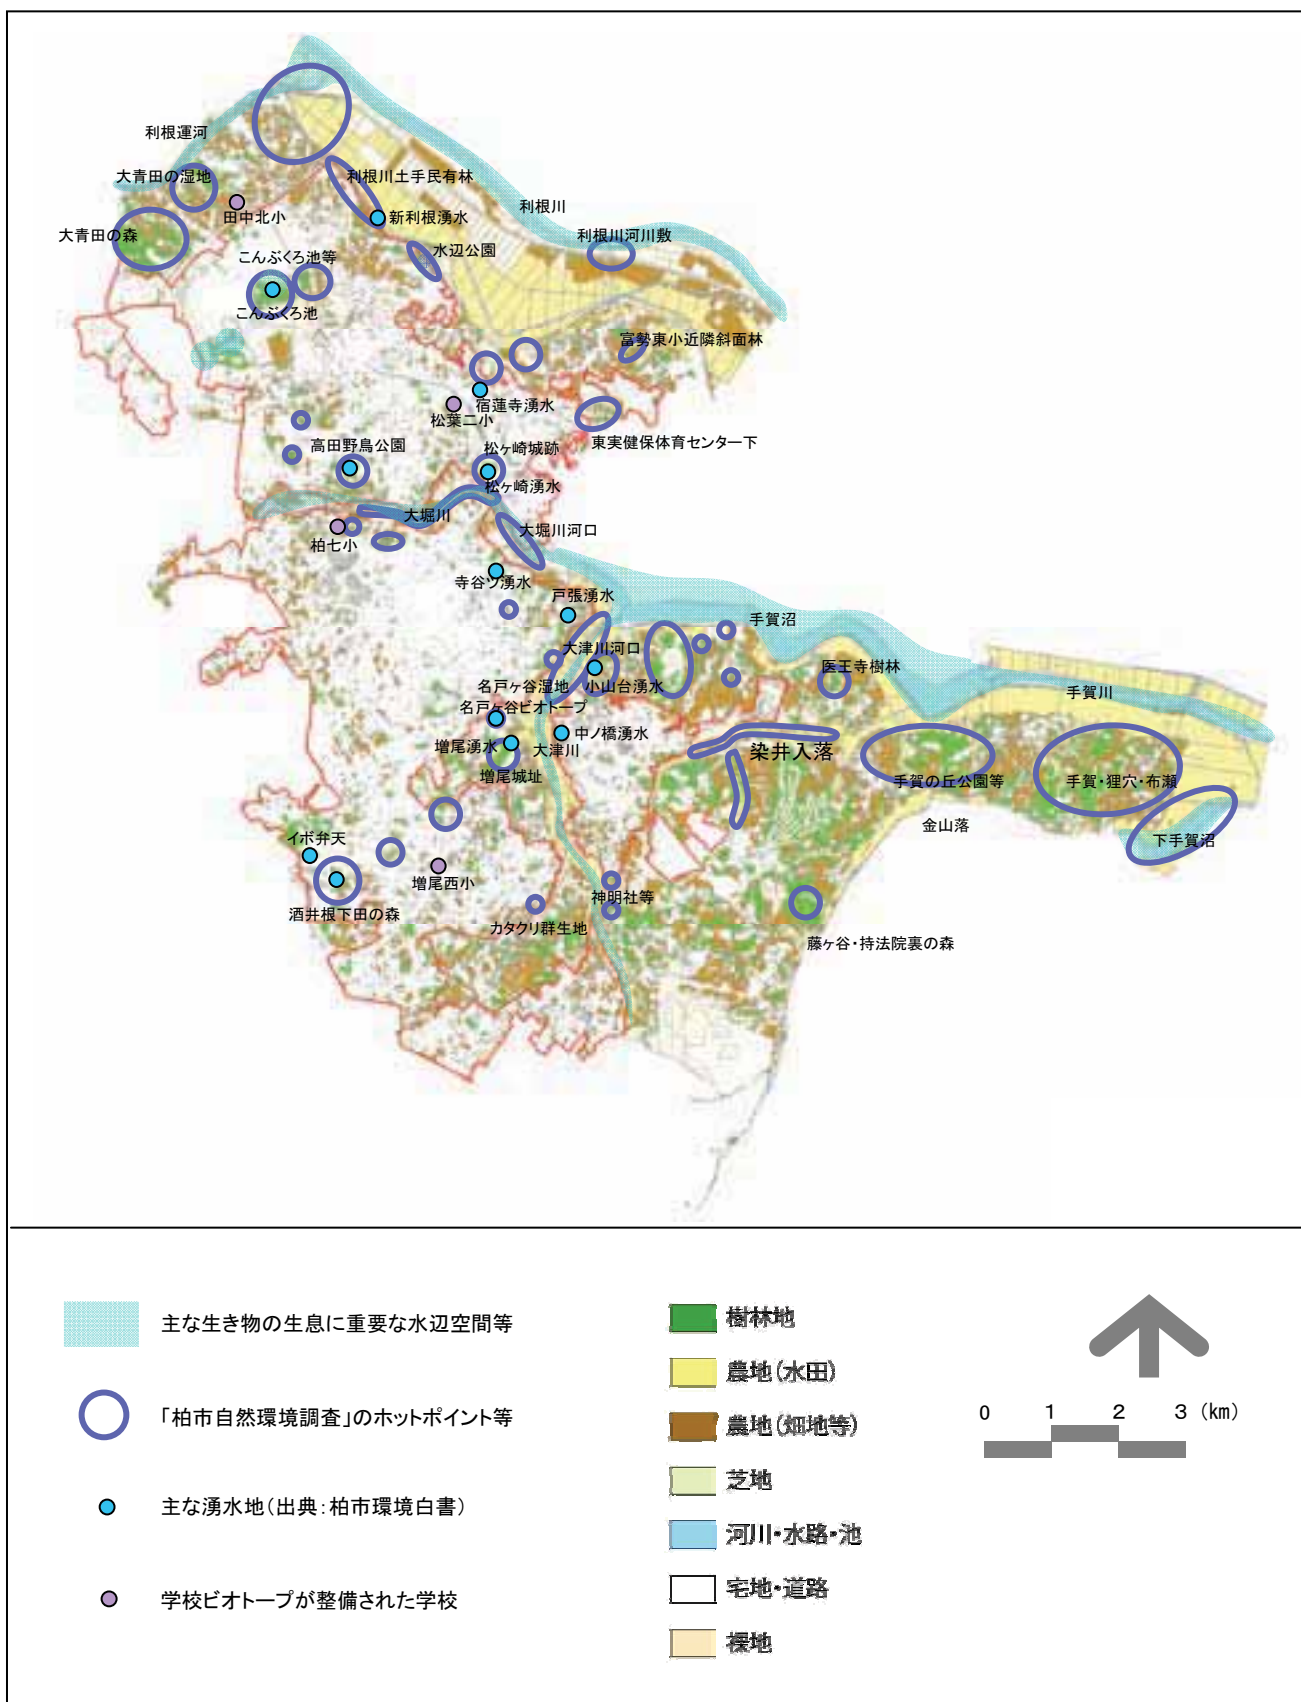 利根運河
大青田の湿地
利根川土手民有林
田中北小
新利根湧水
利根川
大青田の森
利根川河川敷
こんぶくろ池等
水辺公園
こんぶくろ池
富勢東小近隣斜面林
宿蓮寺湧水
松葉二小
東実健保体育センター下
高田野鳥公園
松ヶ崎城跡
松ヶ崎湧水
大堀川
大堀川河口
柏七小
寺谷ツ湧水
戸張湧水
手賀沼
大津川河口
医王寺樹林
名戸ヶ谷湿地
小山台湧水
手賀川
名戸ヶ谷ビオトープ
増尾湧水
大津川
中ノ橋湧水
染井入落
増尾城址
手賀の丘公園等
手賀・狸穴・布瀬
金山落
イボ弁天
下手賀沼
増尾西小
神明社等
酒井根下田の森
カタクリ群生地
藤ヶ谷・持法院裏の森
主な生き物の生息に重要な水辺空間等
「柏市自然環境調査」のホットポイント等
主な湧水地（出典：柏市環境白書）
学校ビオトープが整備された学校
樹林地
農地（水田）
農地（畑地等）
芝地
河川・水路・池
宅地・道路
裸地
0 1 2 3 (km)